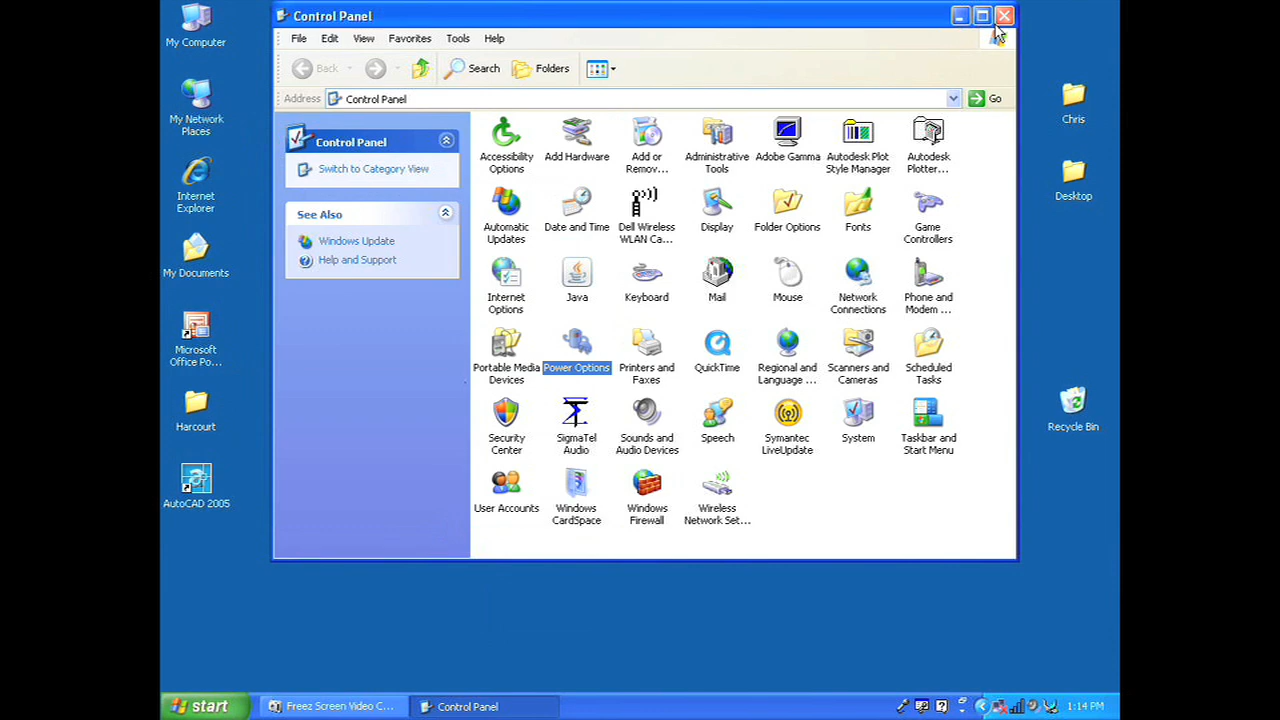 Control Panel
File Edit View Favorites Tools Help
Back Search Folders
Address Control Panel Go
Control Panel
Switch to Category View
See Also
Windows Update
Help and Support
Accessibility
Options
Add Hardware
Add or
Remov...
Administrative
Tools
Adobe Gamma
Autodesk Plot
Style Manager
Autodesk
Plotter...
Automatic
Updates
Date and Time
Dell Wireless
WLAN Ca...
Display
Folder Options
Fonts
Game
Controllers
Internet
Options
Java
Keyboard
Mail
Mouse
Network
Connections
Phone and
Modem ...
Portable Media
Devices
Power Options
Printers and
Faxes
QuickTime
Regional and
Language ...
Scanners and
Cameras
Scheduled
Tasks
Security
Center
SigmaTel
Audio
Sounds and
Audio Devices
Speech
Symantec
LiveUpdate
System
Taskbar and
Start Menu
User Accounts
Windows
CardSpace
Windows
Firewall
Wireless
Network Set...
My Computer
My Network
Places
Internet
Explorer
My Documents
Microsoft
Office Po...
Harcourt
AutoCAD 2005
Chris
Desktop
Recycle Bin
start
Freez Screen Video C...
Control Panel
1:14 PM